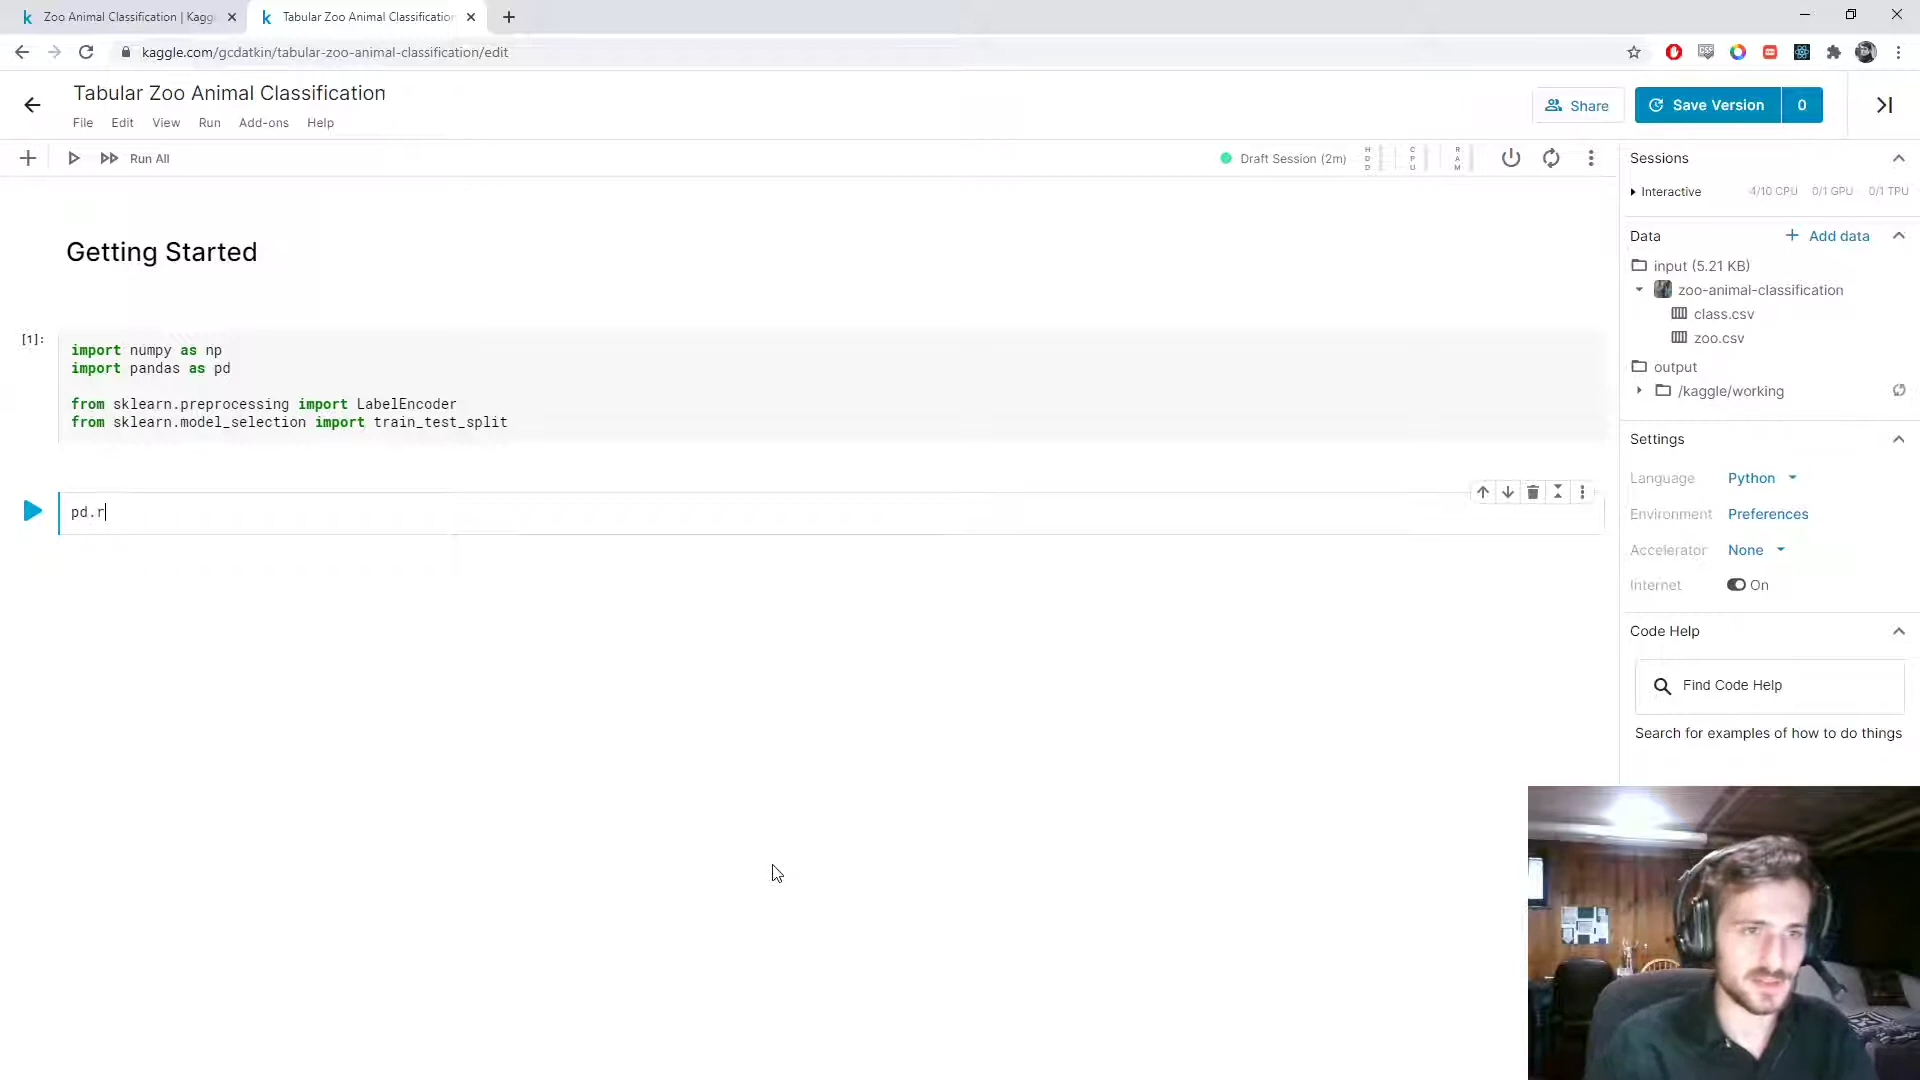 Zoo Animal Classification | Kagg
Tabular Zoo Animal Classification
kaggle.com/gcdatkin/tabular-zoo-animal-classification/edit
Tabular Zoo Animal Classification
File Edit View Run Add-ons Help
Share
Save Version 0
Run All
Draft Session (2m)
HDD
CPU
RAM
Sessions
Interactive 4/10 CPU 0/1 GPU 0/1 TPU
Data + Add data
input (5.21 KB)
zoo-animal-classification
class.csv
zoo.csv
output
/kaggle/working
Settings
Language Python
Environment Preferences
Accelerator None
Internet On
Code Help
Find Code Help
Search for examples of how to do things
Getting Started
[1]:
import numpy as np
import pandas as pd
from sklearn.preprocessing import LabelEncoder
from sklearn.model_selection import train_test_split
pd.r